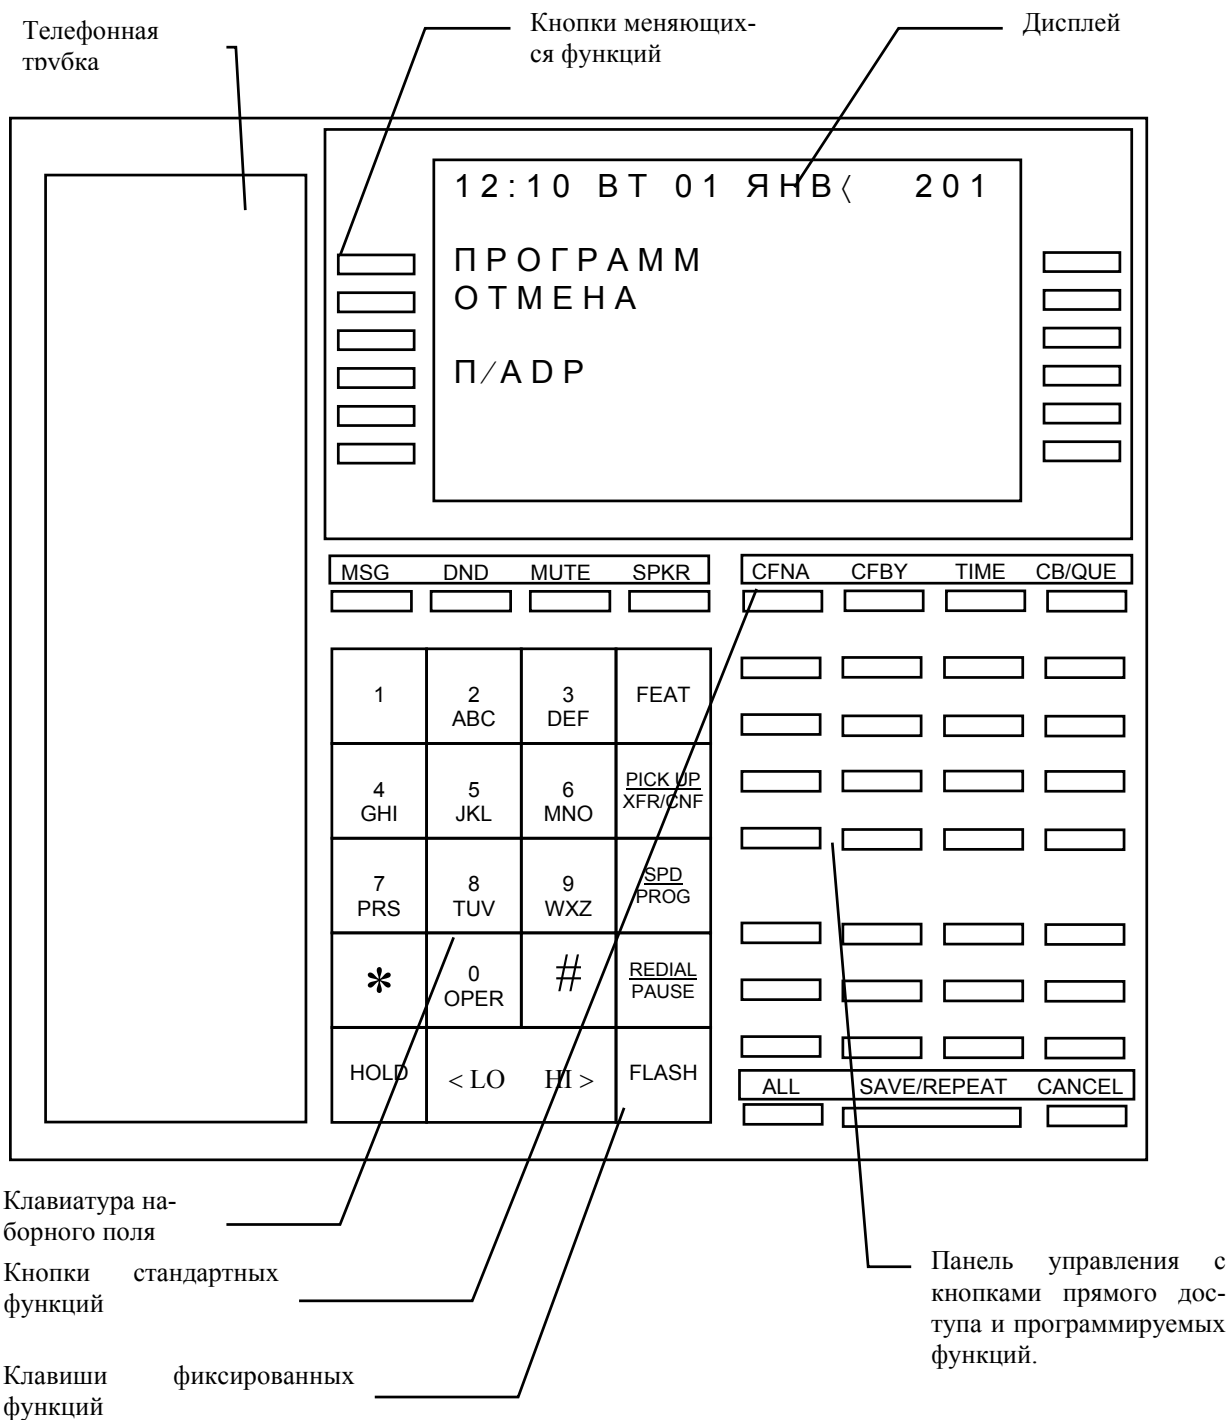 Телефонная
трубка
Кнопки меняющих-
ся функций
Дисплей
12:10 ВТ 01 ЯНВ〈 201
ПРОГРАММ
ОТМЕНА
П/ADP
MSG DND MUTE SPKR
CFNA CFBY TIME CB/QUE
1
2
ABC
3
DEF
FEAT
4
GHI
5
JKL
6
MNO
PICK UP
XFR/CNF
7
PRS
8
TUV
9
WXZ
SPD
PROG
*
0
OPER
#
REDIAL
PAUSE
HOLD
< LO HI >
FLASH
ALL SAVE/REPEAT CANCEL
Клавиатура на-
борного поля
Кнопки стандартных
функций
Клавиши фиксированных
функций
Панель управления с
кнопками прямого дос-
тупа и программируемых
функций.